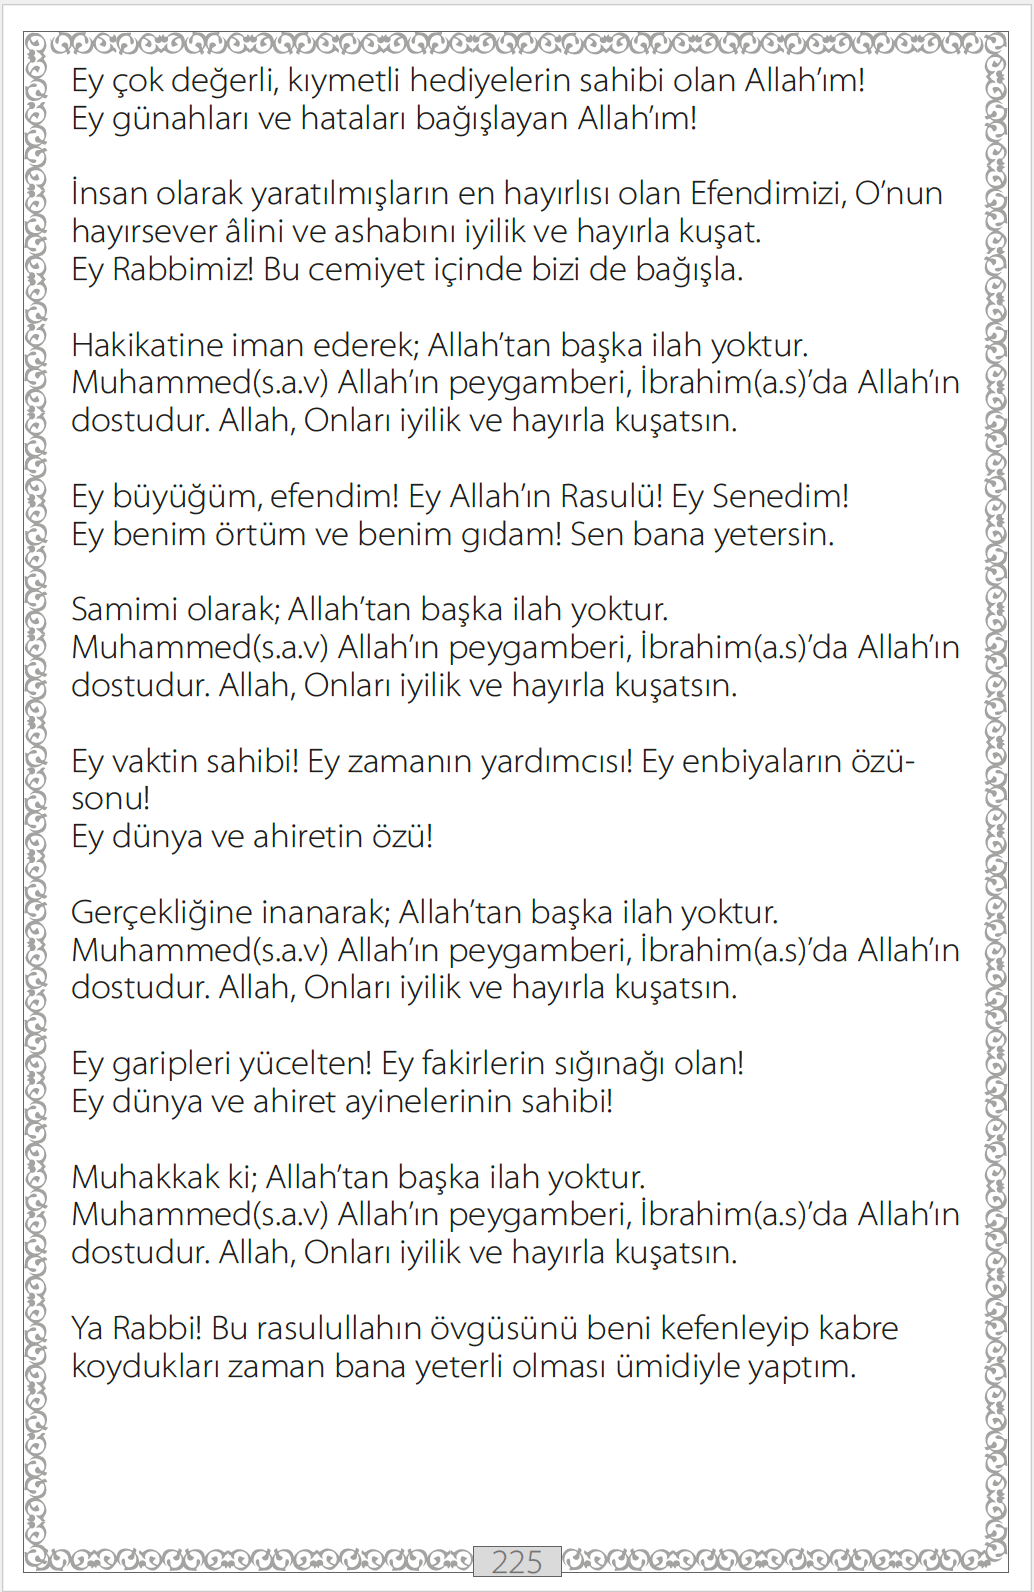 Ey çok değerli, kıymetli hediyelerin sahibi olan Allah’ım!
Ey günahları ve hataları bağışlayan Allah’ım!
İnsan olarak yaratılmışların en hayırlısı olan Efendimizi, O’nun
hayırsever âlini ve ashabını iyilik ve hayırla kuşat.
Ey Rabbimiz! Bu cemiyet içinde bizi de bağışla.
Hakikatine iman ederek; Allah’tan başka ilah yoktur.
Muhammed(s.a.v) Allah’ın peygamberi, İbrahim(a.s)’da Allah’ın
dostudur. Allah, Onları iyilik ve hayırla kuşatsın.
Ey büyüğüm, efendim! Ey Allah’ın Rasulü! Ey Senedim!
Ey benim örtüm ve benim gıdam! Sen bana yetersin.
Samimi olarak; Allah’tan başka ilah yoktur.
Muhammed(s.a.v) Allah’ın peygamberi, İbrahim(a.s)’da Allah’ın
dostudur. Allah, Onları iyilik ve hayırla kuşatsın.
Ey vaktin sahibi! Ey zamanın yardımcısı! Ey enbiyaların özü-
sonu!
Ey dünya ve ahiretin özü!
Gerçekliğine inanarak; Allah’tan başka ilah yoktur.
Muhammed(s.a.v) Allah’ın peygamberi, İbrahim(a.s)’da Allah’ın
dostudur. Allah, Onları iyilik ve hayırla kuşatsın.
Ey garipleri yücelten! Ey fakirlerin sığınağı olan!
Ey dünya ve ahiret ayinelerinin sahibi!
Muhakkak ki; Allah’tan başka ilah yoktur.
Muhammed(s.a.v) Allah’ın peygamberi, İbrahim(a.s)’da Allah’ın
dostudur. Allah, Onları iyilik ve hayırla kuşatsın.
Ya Rabbi! Bu rasulullahın övgüsünü beni kefenleyip kabre
koydukları zaman bana yeterli olması ümidiyle yaptım.
225